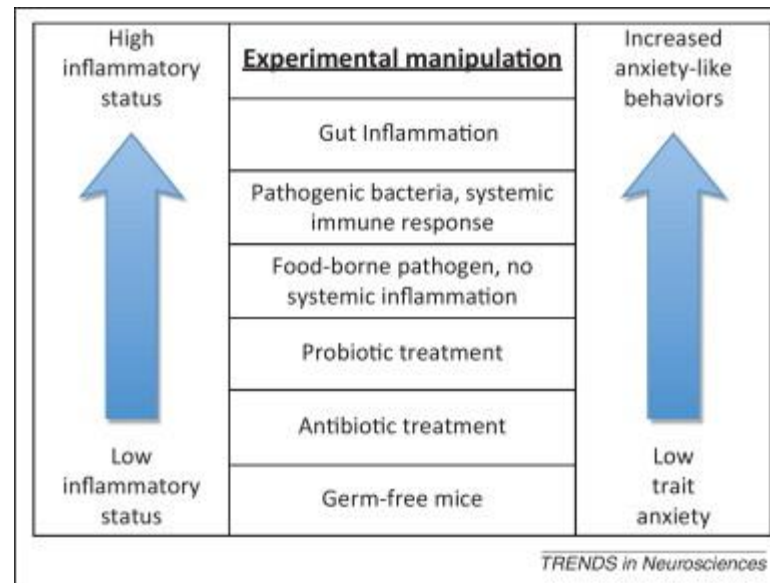 High
inflammatory
status
Low
inflammatory
status
Experimental manipulation
Gut Inflammation
Pathogenic bacteria, systemic
immune response
Food-borne pathogen, no
systemic inflammation
Probiotic treatment
Antibiotic treatment
Germ-free mice
Increased
anxiety-like
behaviors
Low
trait
anxiety
TRENDS in Neurosciences